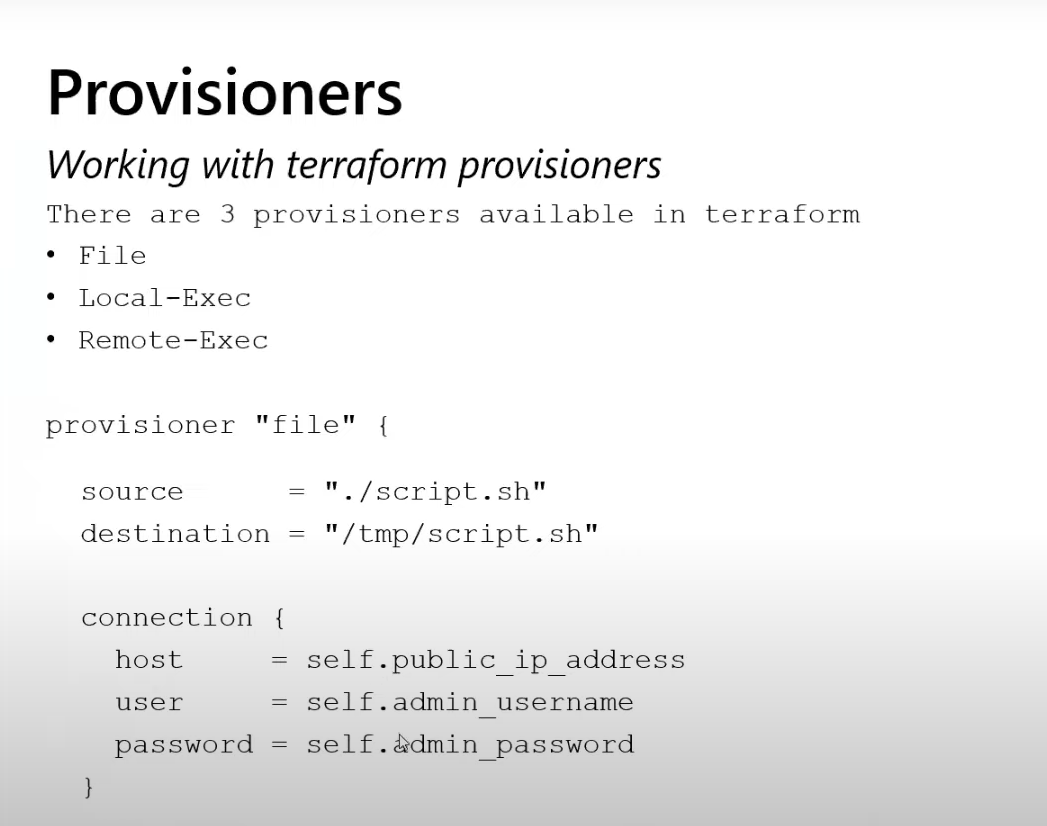 Provisioners
Working with terraform provisioners
There are 3 provisioners available in terraform
• File
• Local-Exec
• Remote-Exec
provisioner "file" {
source = "./script.sh"
destination = "/tmp/script.sh"
connection {
host = self.public_ip_address
user = self.admin_username
password = self.admin_password
}